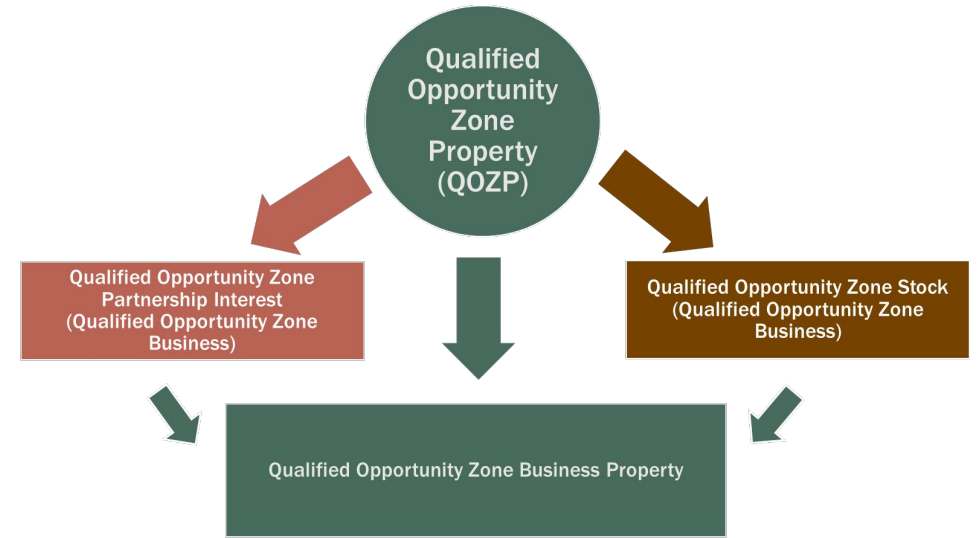 Qualified
Opportunity
Zone
Property
(QOZP)
Qualified Opportunity Zone
Partnership Interest
(Qualified Opportunity Zone
Business)
Qualified Opportunity Zone Stock
(Qualified Opportunity Zone
Business)
Qualified Opportunity Zone Business Property